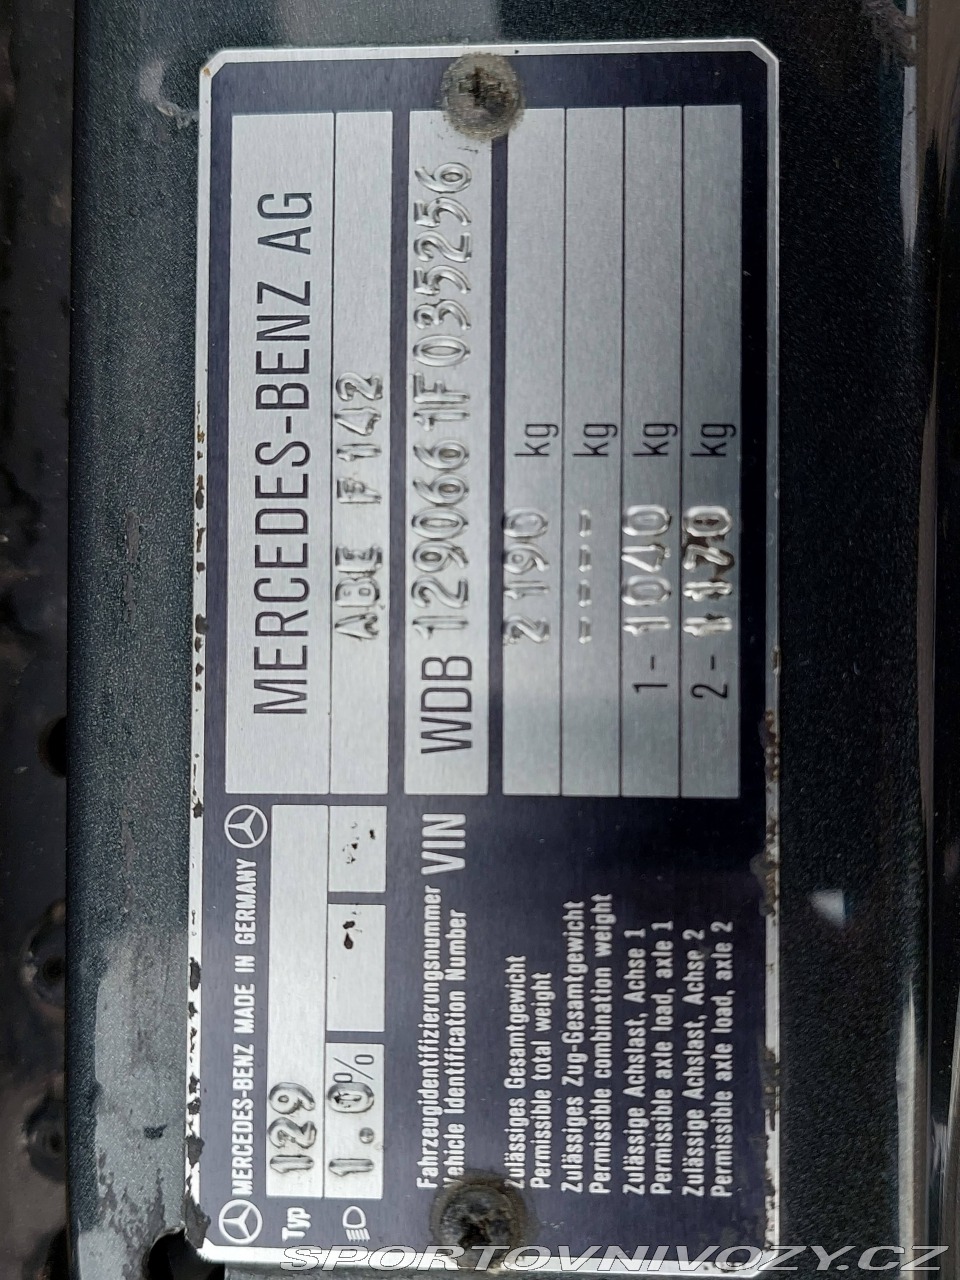 MERCEDES-BENZ MADE IN GERMANY
MERCEDES-BENZ AG
Typ 129
1.0% ABE F 142
Fahrzeugidentifizierungsnummer
Vehicle Identification Number
VIN WDB 1290661F035256
Zulässiges Gesamtgewicht
Permissible total weight
2190 kg
Zulässiges Zug-Gesamtgewicht
Permissible combination weight
----- kg
Zulässige Achslast, Achse 1
Permissible axle load, axle 1
1- 1040 kg
Zulässige Achslast, Achse 2
Permissible axle load, axle 2
2- 1170 kg
SPORTOVNIVOZY.CZ